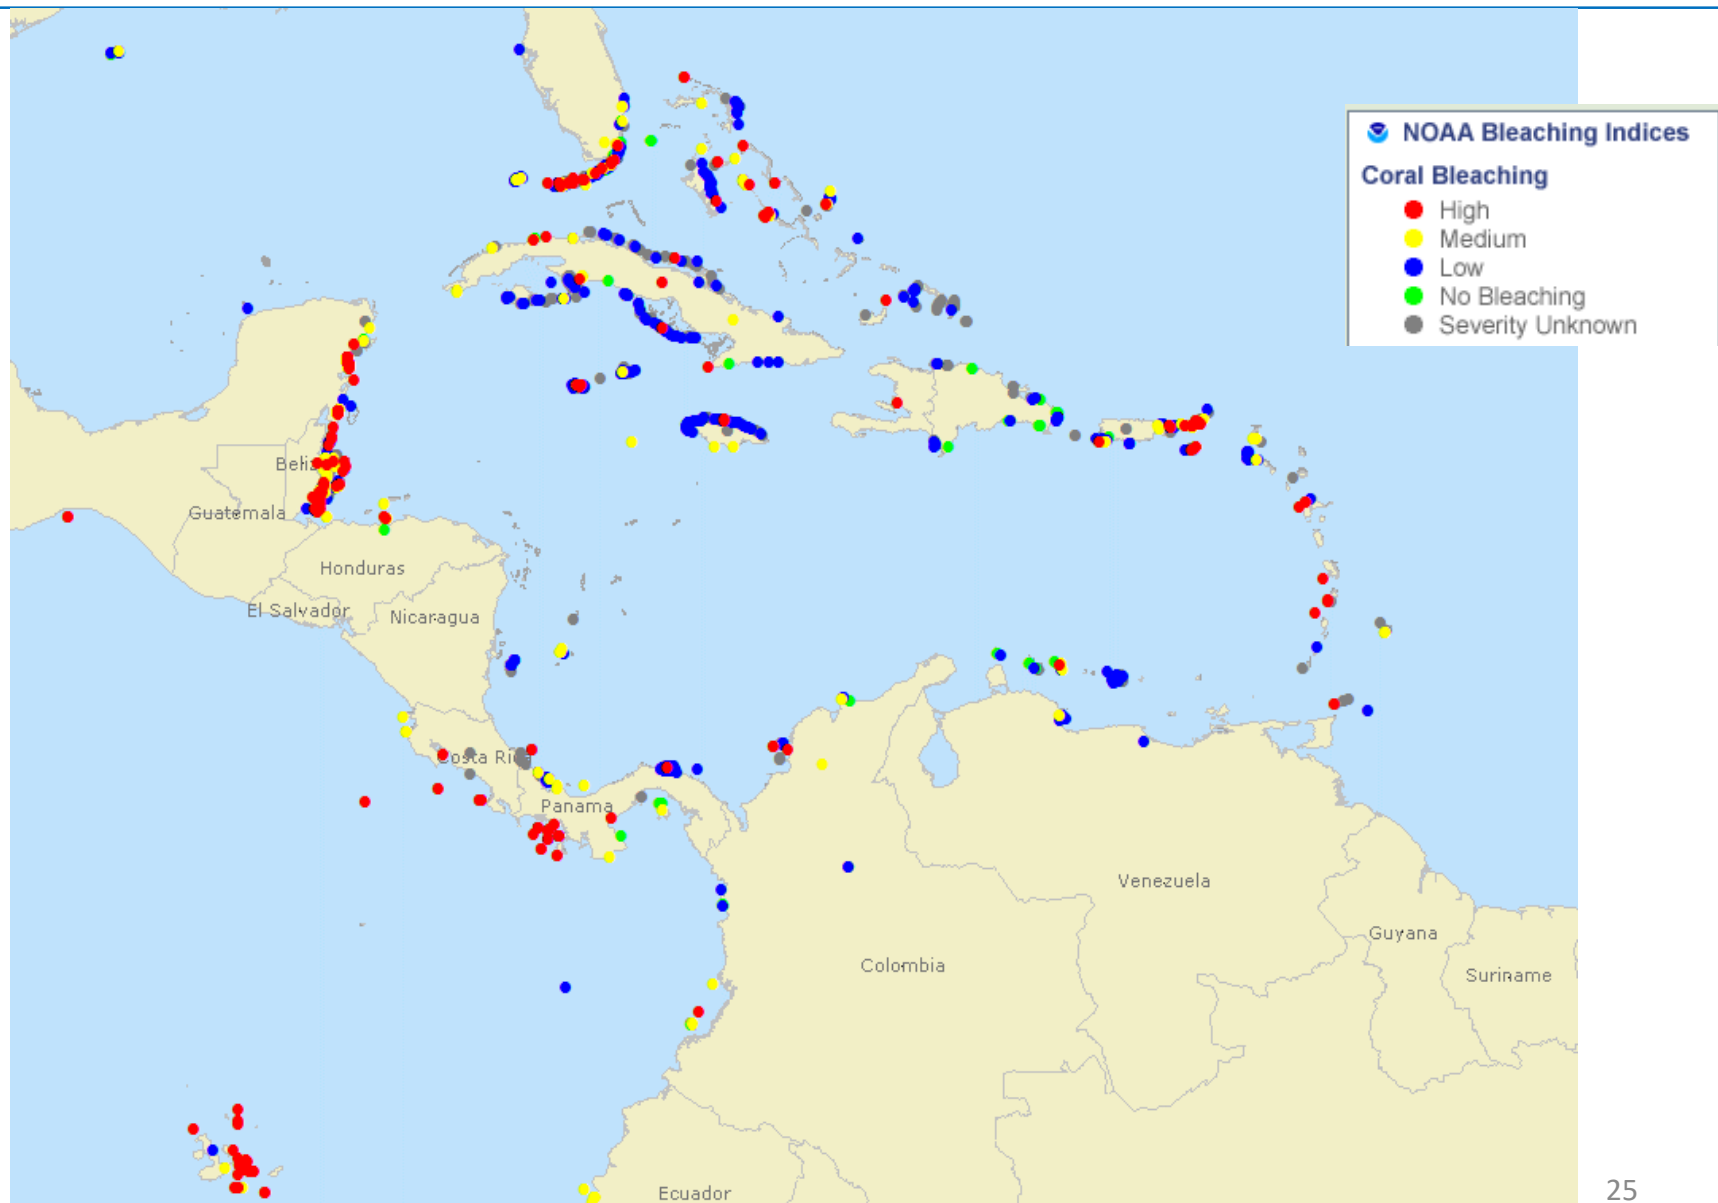 NOAA Bleaching Indices
Coral Bleaching
High
Medium
Low
No Bleaching
Severity Unknown
Guatemala
Honduras
El Salvador
Nicaragua
Panama
Venezuela
Guyana
Colombia
Suriname
Ecuador
25